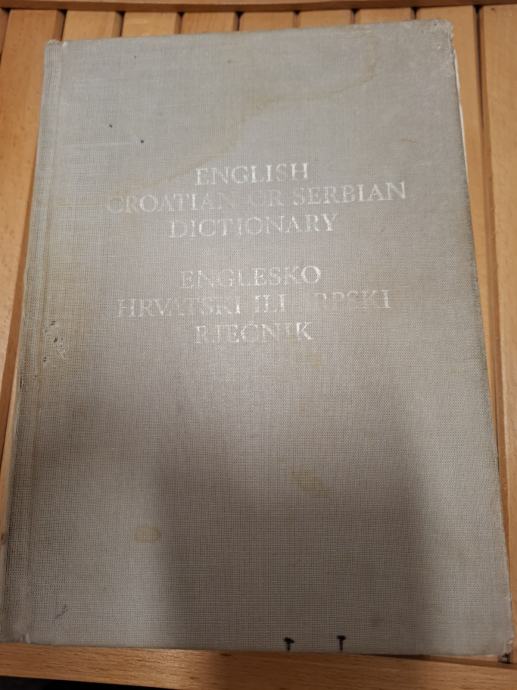 ENGLISH
CROATIAN OR SERBIAN
DICTIONARY
ENGLESKO
HRVATSKI ILI SRPSKI
RJEČNIK